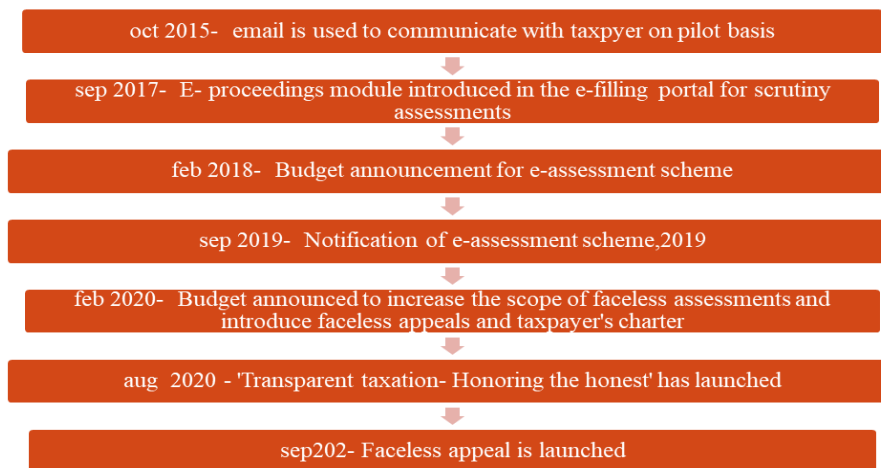 oct 2015-  email is used to communicate with taxpyer on pilot basis
sep 2017-  E- proceedings module introduced in the e-filling  portal for scrutiny
assessments
feb 2018-  Budget announcement for e-assessment scheme
sep 2019-  Notification of e-assessment scheme,2019
feb 2020-  Budget announced to increase the scope of faceless assessments and
introduce faceless appeals and taxpayer's charter
aug  2020 - 'Transparent taxation- Honoring the honest' has launched
sep202- Faceless appeal is launched